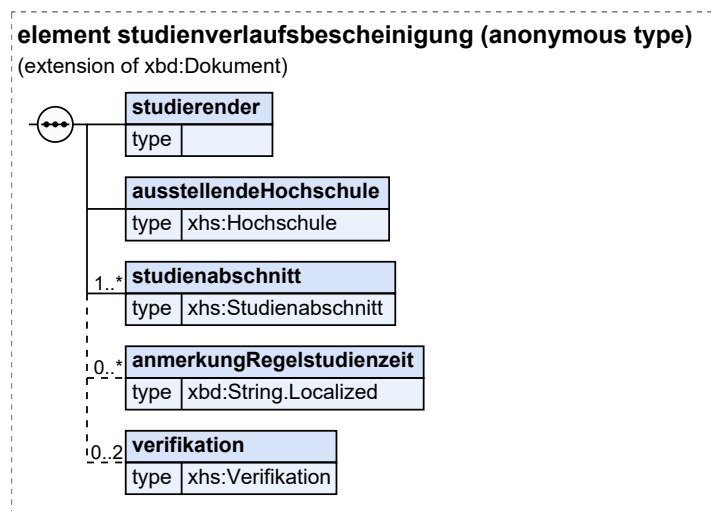 element studienverlaufsbescheinigung (anonymous type)
(extension of xbd:Dokument)
studierender
type
ausstellendeHochschule
type xhs:Hochschule
1..* studienabschnitt
type xhs:Studienabschnitt
0..* anmerkungRegelstudienzeit
type xbd:String.Localized
0..2 verifikation
type xhs:Verifikation